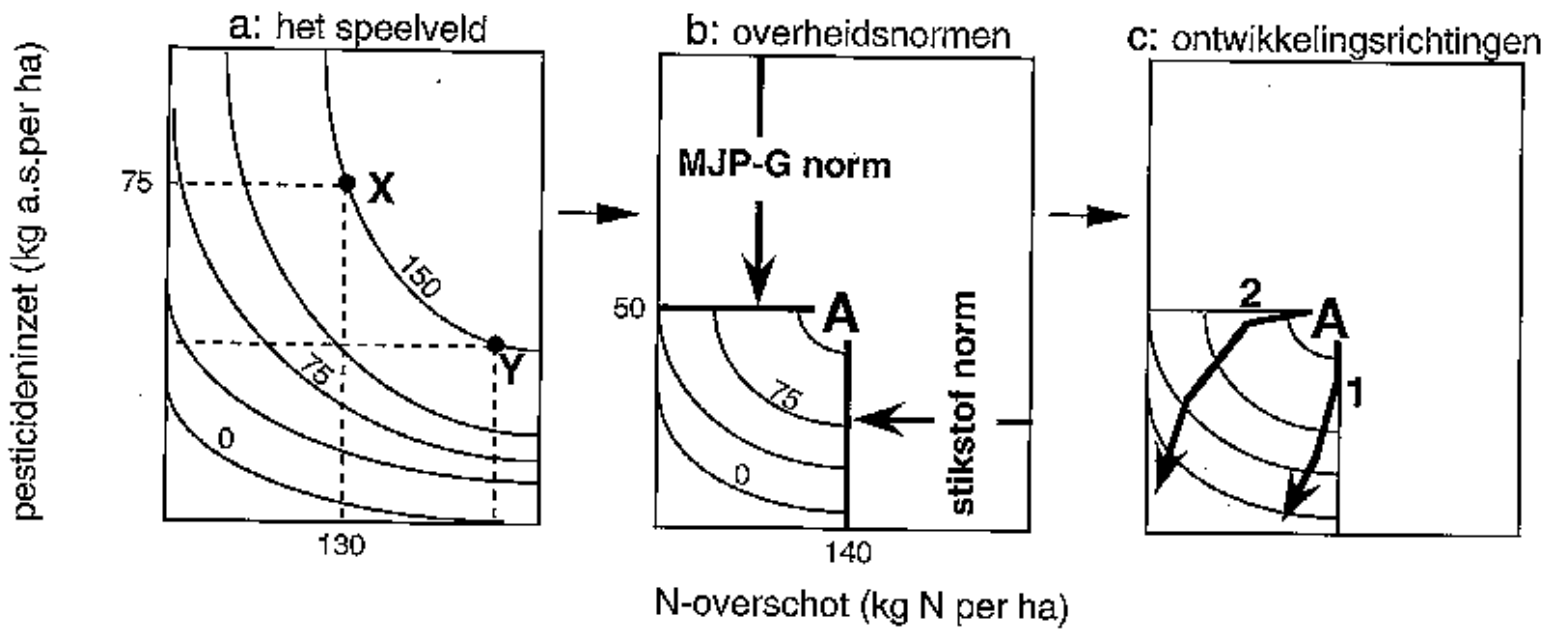 a: het speelveld
b: overheidsnormen
c: ontwikkelingsrichtingen
pesticideninzet (kg a.s.per ha)
75
X
150
Y
75
0
130
MJP-G norm
50
A
75
0
stikstof norm
140
2
A
1
N-overschot (kg N per ha)